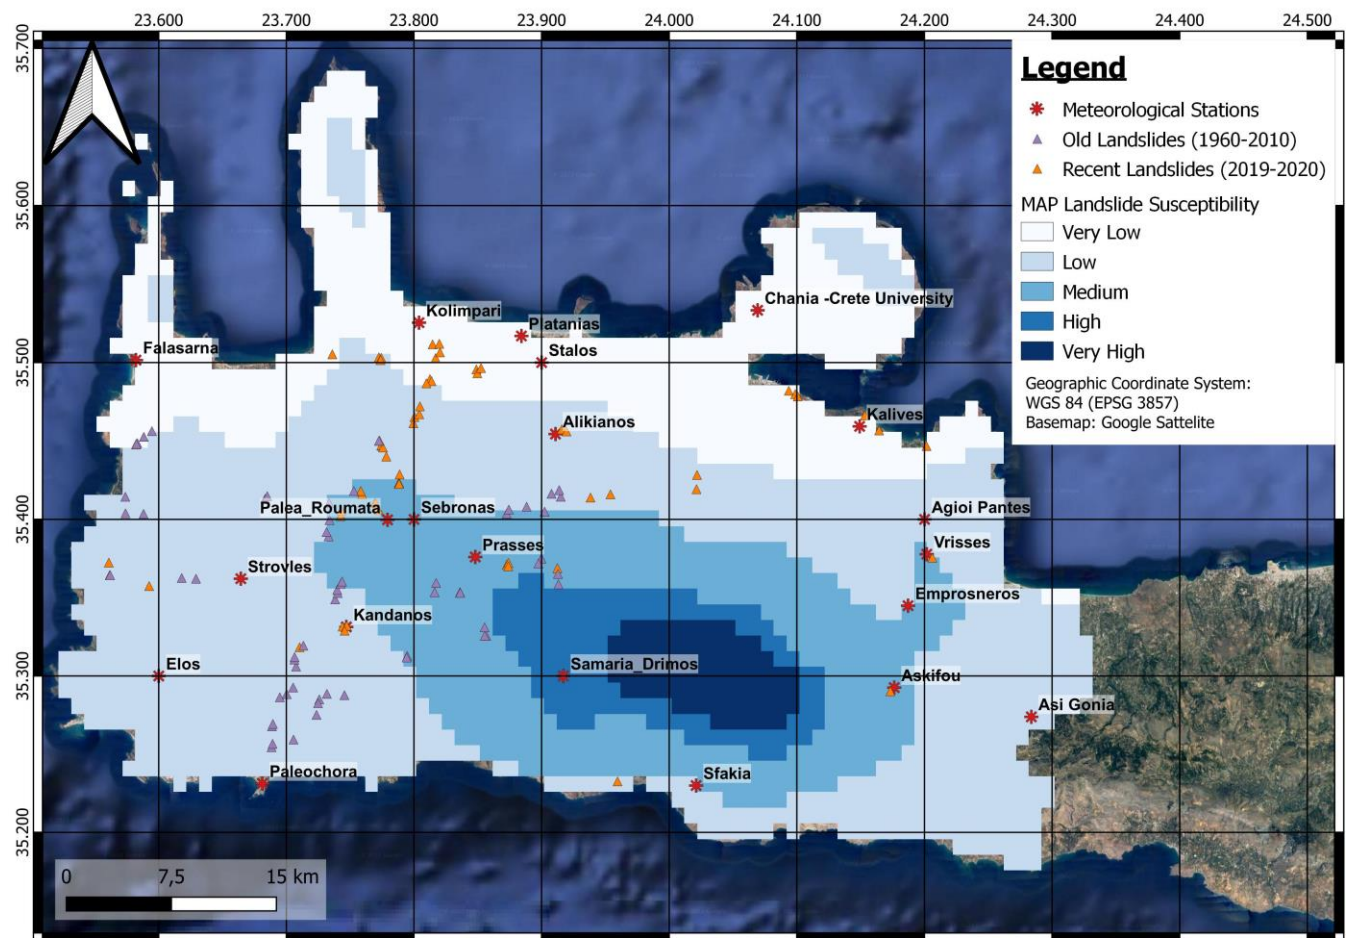 23.600 23.700 23.800 23.900 24.000 24.100 24.200 24.300 24.400 24.500
35.700
35.600
35.500
35.400
35.300
35.200
Legend
Meteorological Stations
Old Landslides (1960-2010)
Recent Landslides (2019-2020)
MAP Landslide Susceptibility
Very Low
Low
Medium
High
Very High
Geographic Coordinate System:
WGS 84 (EPSG 3857)
Basemap: Google Sattelite
Chania -Crete University
Kolimpari
Platanias
Falasarna
Stalos
Kalives
Alikianos
Palea_Roumata
Sebronas
Agioi Pantes
Prasses
Vrisses
Strovles
Emprosneros
Kandanos
Elos
Samaria_Drimos
Askifou
Asi Gonia
Paleochora
Sfakia
0 7,5 15 km